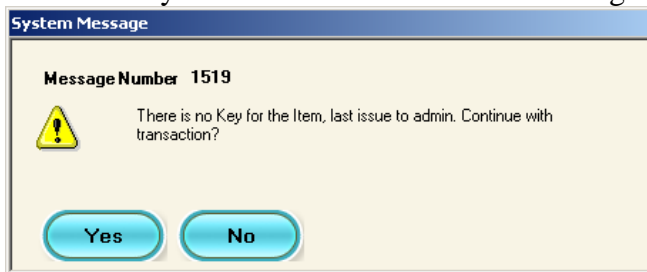 System Message
Message Number 1519
There is no Key for the Item, last issue to admin. Continue with
transaction?
Yes No